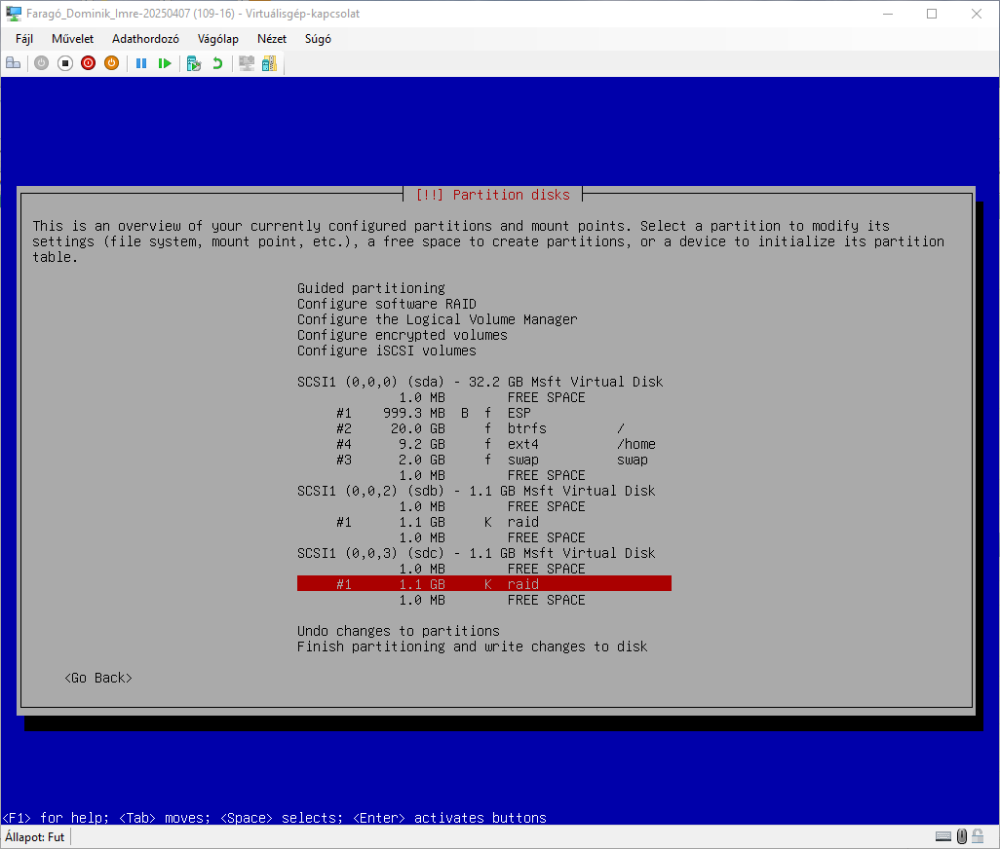 Faragó_Dominik_Imre-20250407 (109-16) - Virtuálisgép-kapcsolat
Fájl Művelet Adathordozó Vágólap Nézet Súgó
[!!] Partition disks
This is an overview of your currently configured partitions and mount points. Select a partition to modify its
settings (file system, mount point, etc.), a free space to create partitions, or a device to initialize its partition
table.
Guided partitioning
Configure software RAID
Configure the Logical Volume Manager
Configure encrypted volumes
Configure iSCSI volumes
SCSI1 (0,0,0) (sda) - 32.2 GB Msft Virtual Disk
1.0 MB FREE SPACE
#1 999.3 MB B f ESP
#2 20.0 GB f btrfs /
#4 9.2 GB f ext4 /home
#3 2.0 GB f swap swap
1.0 MB FREE SPACE
SCSI1 (0,0,2) (sdb) - 1.1 GB Msft Virtual Disk
1.0 MB FREE SPACE
#1 1.1 GB K raid
1.0 MB FREE SPACE
SCSI1 (0,0,3) (sdc) - 1.1 GB Msft Virtual Disk
1.0 MB FREE SPACE
#1 1.1 GB K raid
1.0 MB FREE SPACE
Undo changes to partitions
Finish partitioning and write changes to disk
<Go Back>
<F1> for help; <Tab> moves; <Space> selects; <Enter> activates buttons
Állapot: Fut